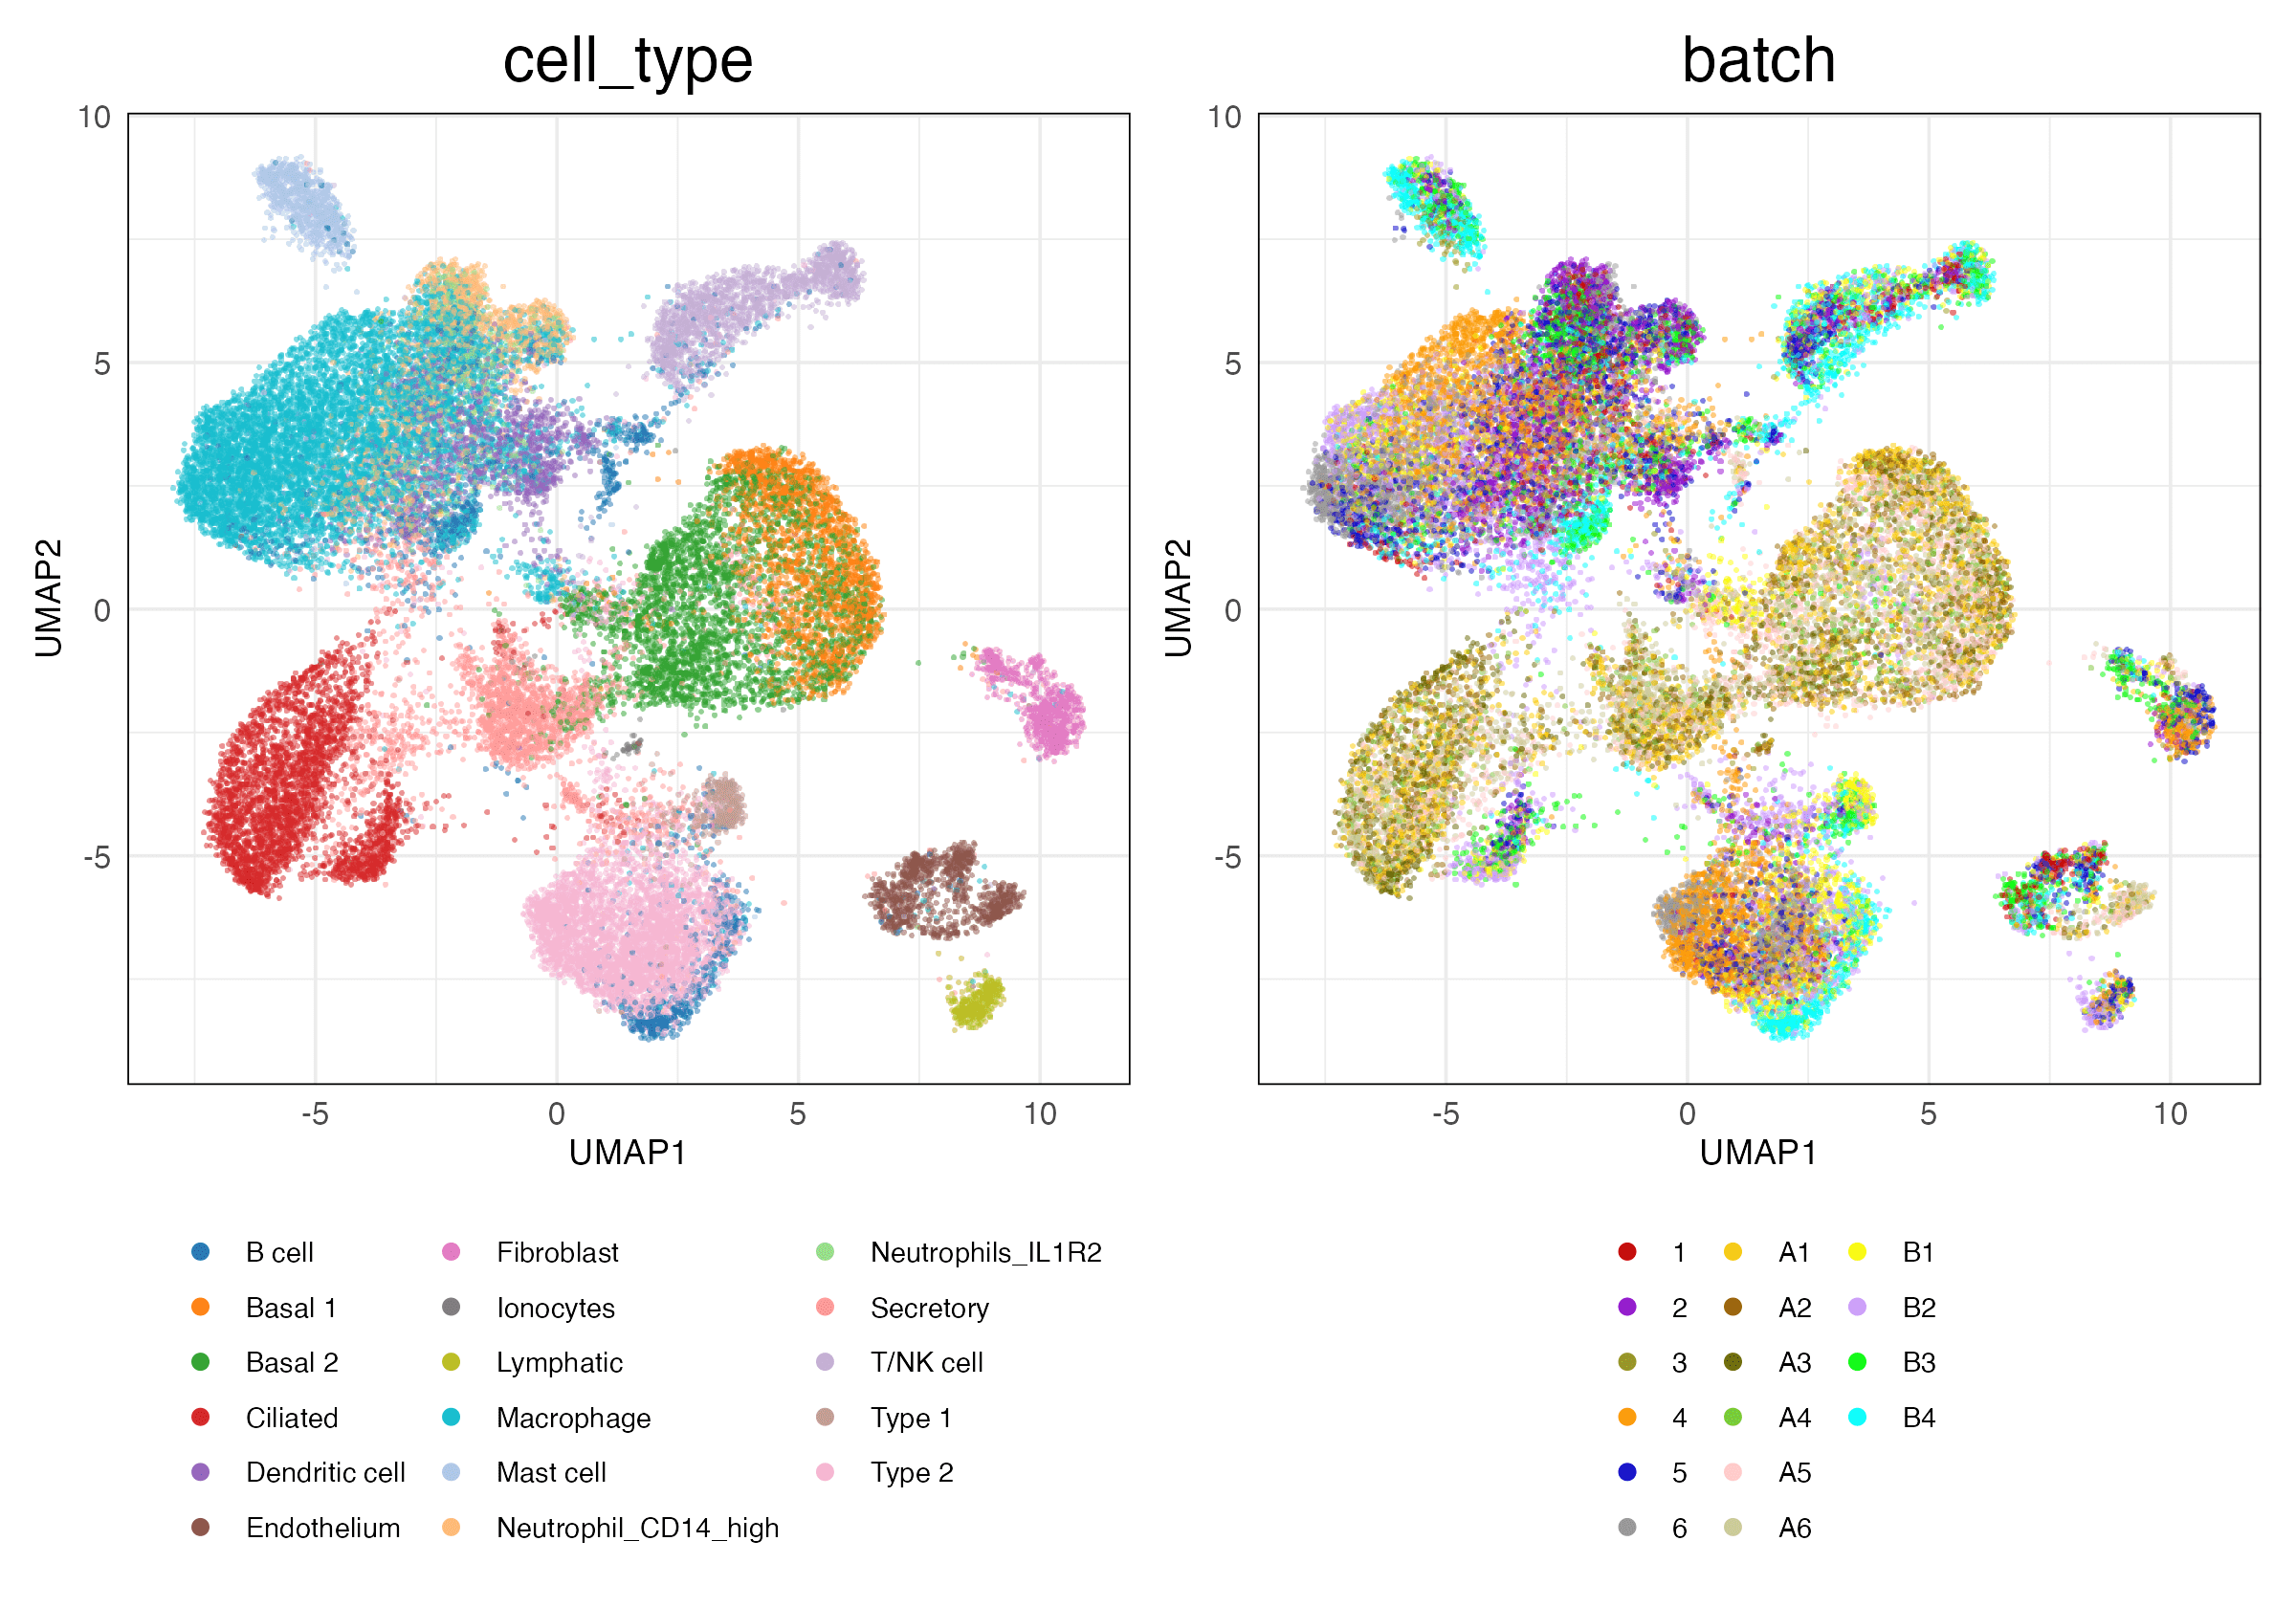 cell_type
10
5
0
-5
UMAP2
-5 0 5 10
UMAP1
B cell Fibroblast Neutrophils_IL1R2
Basal 1 Ionocytes Secretory
Basal 2 Lymphatic T/NK cell
Ciliated Macrophage Type 1
Dendritic cell Mast cell Type 2
Endothelium Neutrophil_CD14_high
batch
10
5
0
-5
UMAP2
-5 0 5 10
UMAP1
1 A1 B1
2 A2 B2
3 A3 B3
4 A4 B4
5 A5
6 A6